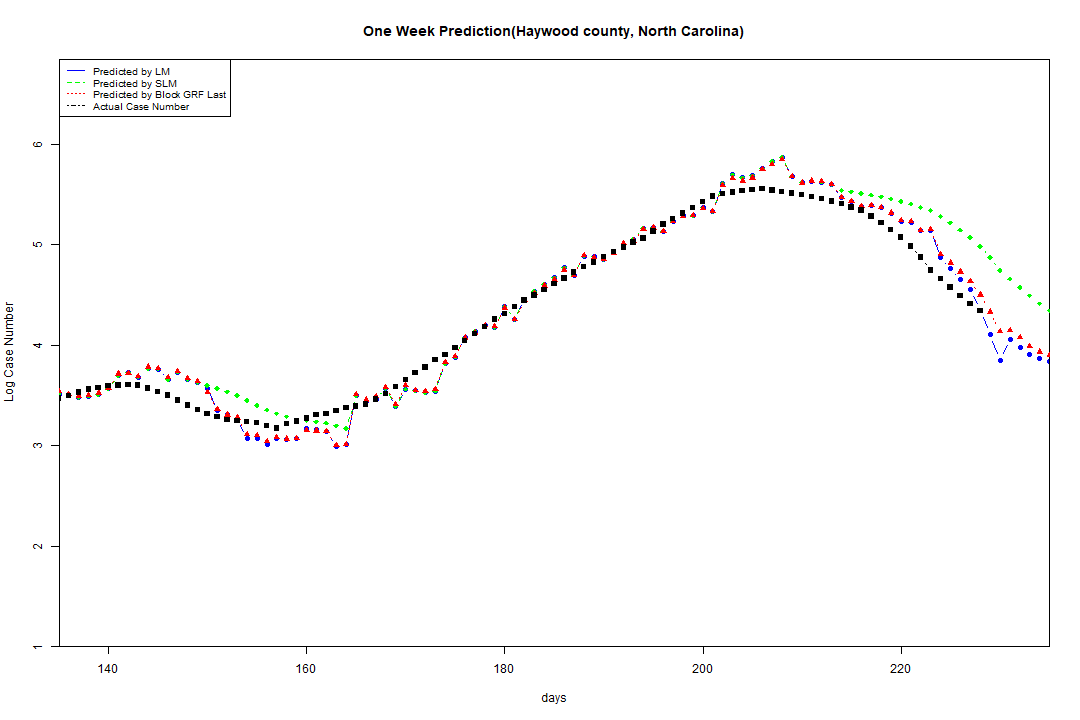 One Week Prediction(Haywood county, North Carolina)
Predicted by LM
Predicted by SLM
Predicted by Block GRF Last
Actual Case Number
Log Case Number
6
5
4
3
2
1
140 160 180 200 220
days